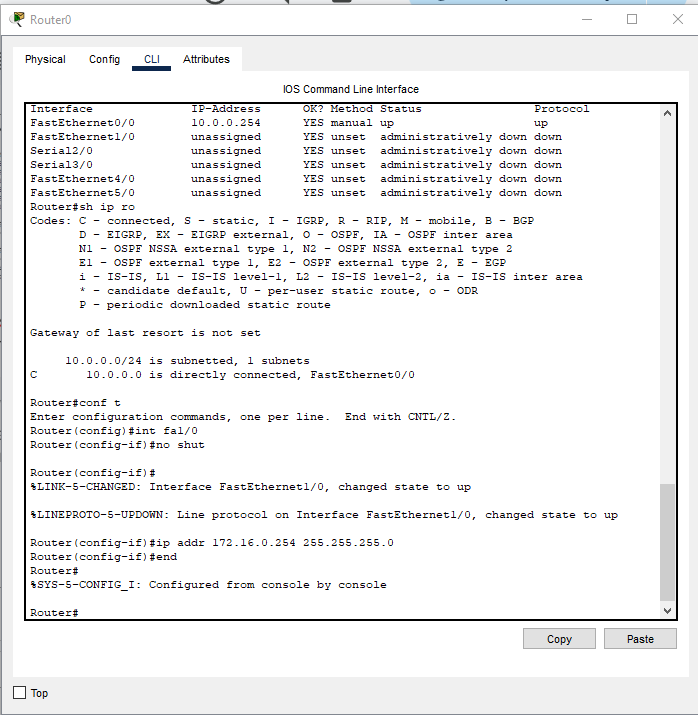 Router0
Physical Config CLI Attributes
IOS Command Line Interface
Interface              IP-Address      OK? Method Status                Protocol
FastEthernet0/0        10.0.0.254      YES manual up                    up
FastEthernet1/0        unassigned      YES unset  administratively down down
Serial2/0              unassigned      YES unset  administratively down down
Serial3/0              unassigned      YES unset  administratively down down
FastEthernet4/0        unassigned      YES unset  administratively down down
FastEthernet5/0        unassigned      YES unset  administratively down down
Router#sh ip ro
Codes: C - connected, S - static, I - IGRP, R - RIP, M - mobile, B - BGP
       D - EIGRP, EX - EIGRP external, O - OSPF, IA - OSPF inter area
       N1 - OSPF NSSA external type 1, N2 - OSPF NSSA external type 2
       E1 - OSPF external type 1, E2 - OSPF external type 2, E - EGP
       i - IS-IS, L1 - IS-IS level-1, L2 - IS-IS level-2, ia - IS-IS inter area
       * - candidate default, U - per-user static route, o - ODR
       P - periodic downloaded static route
Gateway of last resort is not set
     10.0.0.0/24 is subnetted, 1 subnets
C       10.0.0.0 is directly connected, FastEthernet0/0
Router#conf t
Enter configuration commands, one per line.  End with CNTL/Z.
Router(config)#int fa1/0
Router(config-if)#no shut
Router(config-if)#
%LINK-5-CHANGED: Interface FastEthernet1/0, changed state to up
%LINEPROTO-5-UPDOWN: Line protocol on Interface FastEthernet1/0, changed state to up
Router(config-if)#ip addr 172.16.0.254 255.255.255.0
Router(config-if)#end
Router#
%SYS-5-CONFIG_I: Configured from console by console
Router#
Copy Paste
Top